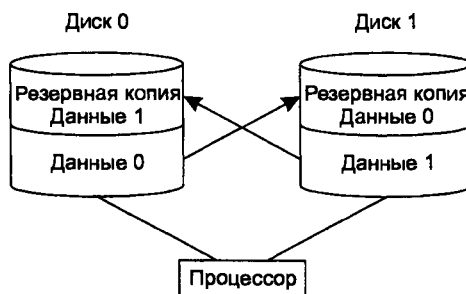 Диск 0
Диск 1
Резервная копия
Данные 1
Резервная копия
Данные 0
Данные 0
Данные 1
Процессор